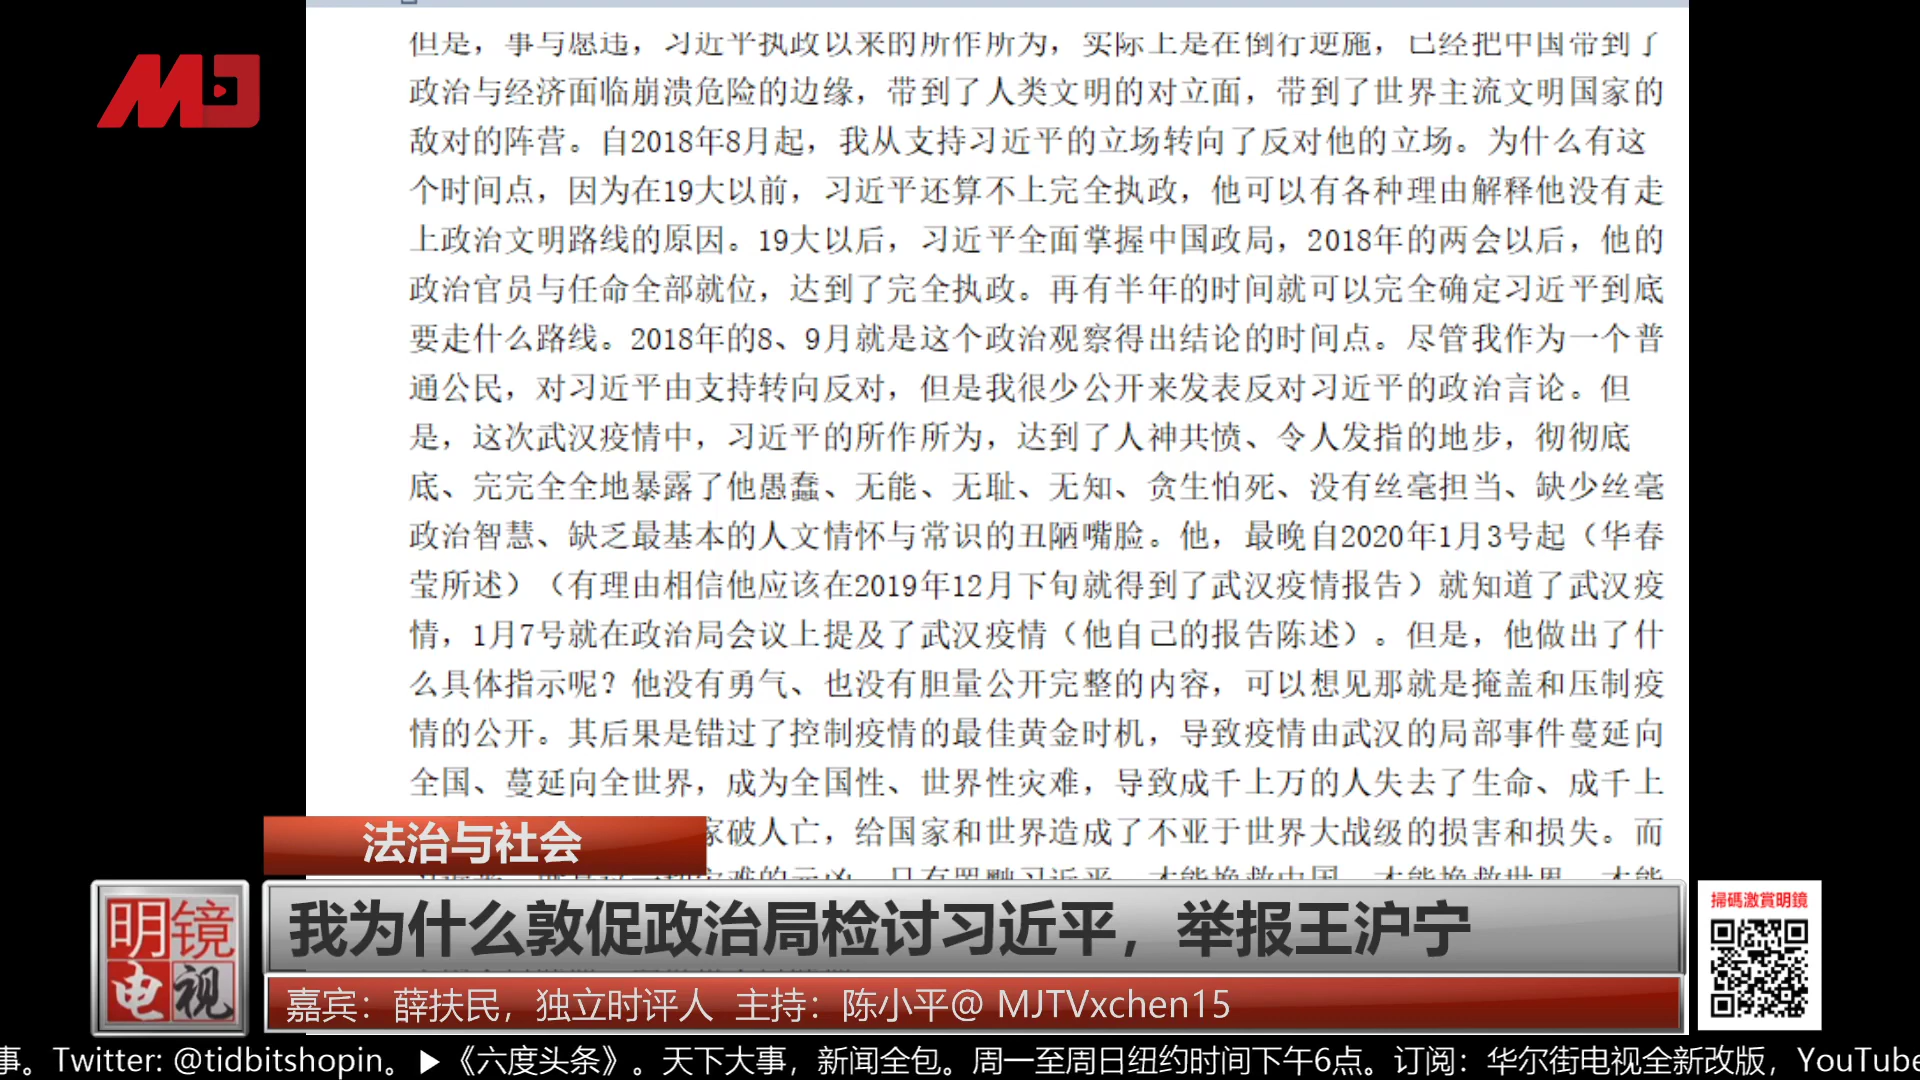 但是，事与愿违，习近平执政以来的所作所为，实际上是在倒行逆施，已经把中国带到了
政治与经济面临崩溃危险的边缘，带到了人类文明的对立面，带到了世界主流文明国家的
敌对的阵营。自2018年8月起，我从支持习近平的立场转向了反对他的立场。为什么有这
个时间点，因为在19大以前，习近平还算不上完全执政，他可以有各种理由解释他没有走
上政治文明路线的原因。19大以后，习近平全面掌握中国政局，2018年的两会以后，他的
政治官员与任命全部就位，达到了完全执政。再有半年的时间就可以完全确定习近平到底
要走什么路线。2018年的8、9月就是这个政治观察得出结论的时间点。尽管我作为一个普
通公民，对习近平由支持转向反对，但是我很少公开来发表反对习近平的政治言论。但
是，这次武汉疫情中，习近平的所作所为，达到了人神共愤、令人发指的地步，彻彻底
底、完完全全地暴露了他愚蠢、无能、无耻、无知、贪生怕死、没有丝毫担当、缺少丝毫
政治智慧、缺乏最基本的人文情怀与常识的丑陋嘴脸。他，最晚自2020年1月3号起（华春
莹所述）（有理由相信他应该在2019年12月下旬就得到了武汉疫情报告）就知道了武汉疫
情，1月7号就在政治局会议上提及了武汉疫情（他自己的报告陈述）。但是，他做出了什
么具体指示呢？他没有勇气、也没有胆量公开完整的内容，可以想见那就是掩盖和压制疫
情的公开。其后果是错过了控制疫情的最佳黄金时机，导致疫情由武汉的局部事件蔓延向
全国、蔓延向全世界，成为全国性、世界性灾难，导致成千上万的人失去了生命、成千上
家破人亡，给国家和世界造成了不亚于世界大战级的损害和损失。而
只有罢黜习近平，才能挽救中国，才能挽救世界，才能
MJ
法治与社会
明镜电视
我为什么敦促政治局检讨习近平，举报王沪宁
嘉宾：薛扶民，独立时评人 主持：陈小平@ MJTVxchen15
掃碼激賞明鏡
事。Twitter: @tidbitshopin。▶《六度头条》。天下大事，新闻全包。周一至周日纽约时间下午6点。订阅：华尔街电视全新改版，YouTube